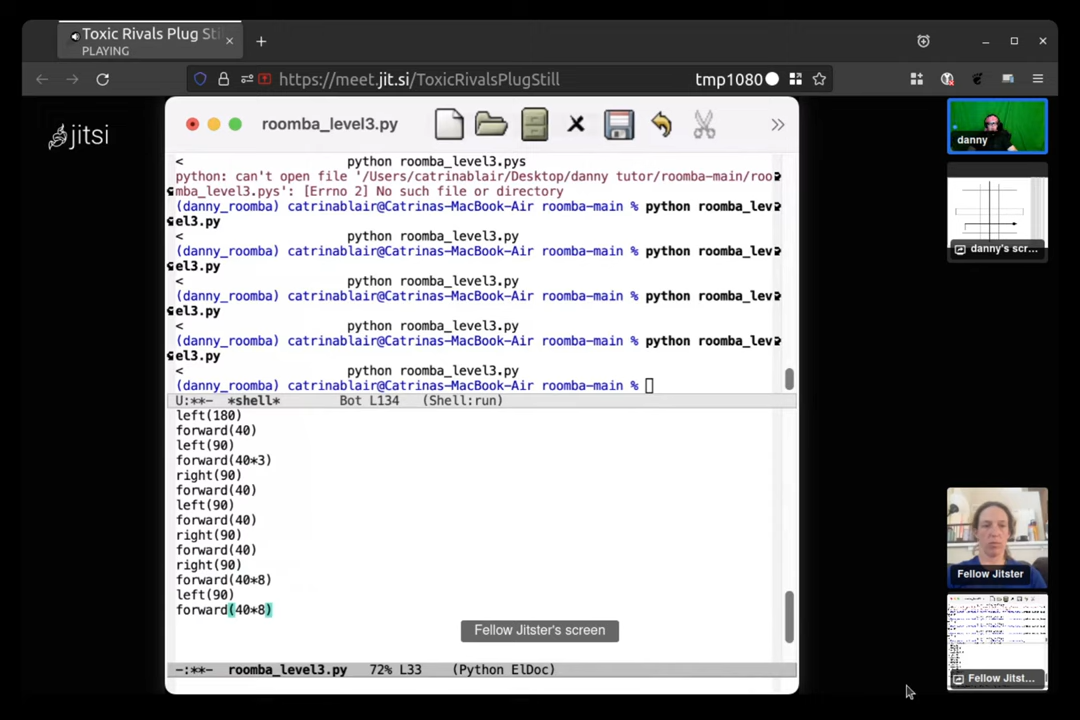 Toxic Rivals Plug Sti
PLAYING
https://meet.jit.si/ToxicRivalsPlugStill
tmp1080
jitsi
roomba_level3.py
< python roomba_level3.pys
python: can't open file '/Users/catrinablair/Desktop/danny tutor/roomba-main/roo
mba_level3.pys': [Errno 2] No such file or directory
(danny_roomba) catrinablair@Catrinas-MacBook-Air roomba-main % python roomba_lev
el3.py
< python roomba_level3.py
(danny_roomba) catrinablair@Catrinas-MacBook-Air roomba-main % python roomba_lev
el3.py
< python roomba_level3.py
(danny_roomba) catrinablair@Catrinas-MacBook-Air roomba-main % python roomba_lev
el3.py
< python roomba_level3.py
(danny_roomba) catrinablair@Catrinas-MacBook-Air roomba-main % python roomba_lev
el3.py
< python roomba_level3.py
(danny_roomba) catrinablair@Catrinas-MacBook-Air roomba-main %
U:**- *shell* Bot L134 (Shell:run)
left(180)
forward(40)
left(90)
forward(40*3)
right(90)
forward(40)
left(90)
forward(40)
right(90)
forward(40)
right(90)
forward(40*8)
left(90)
forward(40*8)
Fellow Jitster's screen
-:**- roomba_level3.py 72% L33 (Python ElDoc)
danny
danny's scr...
Fellow Jitster
Fellow Jitst...